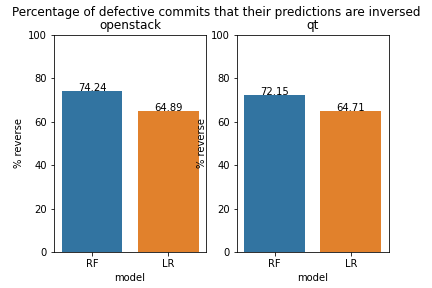 Percentage of defective commits that their predictions are inversed
openstack
100
80
60
40
20
0
% reverse
74.24
64.89
RF
LR
model
qt
100
80
60
40
20
0
% reverse
72.15
64.71
RF
LR
model